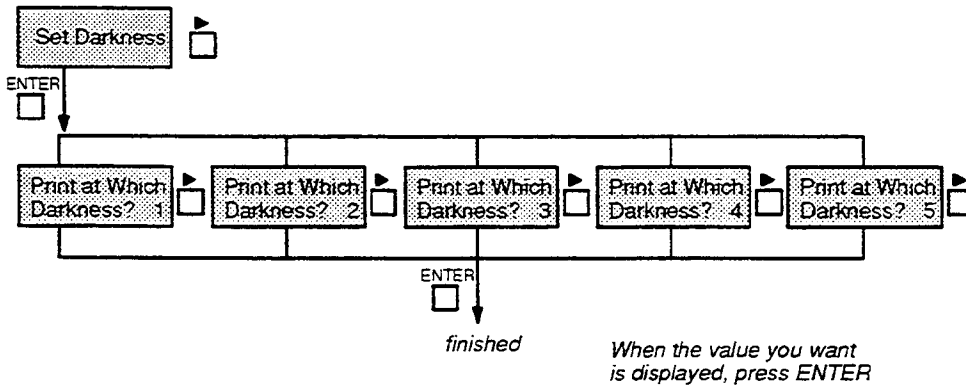 Set Darkness
ENTER
Print at Which
Darkness? 1
Print at Which
Darkness? 2
Print at Which
Darkness? 3
Print at Which
Darkness? 4
Print at Which
Darkness? 5
ENTER
finished
When the value you want
is displayed, press ENTER